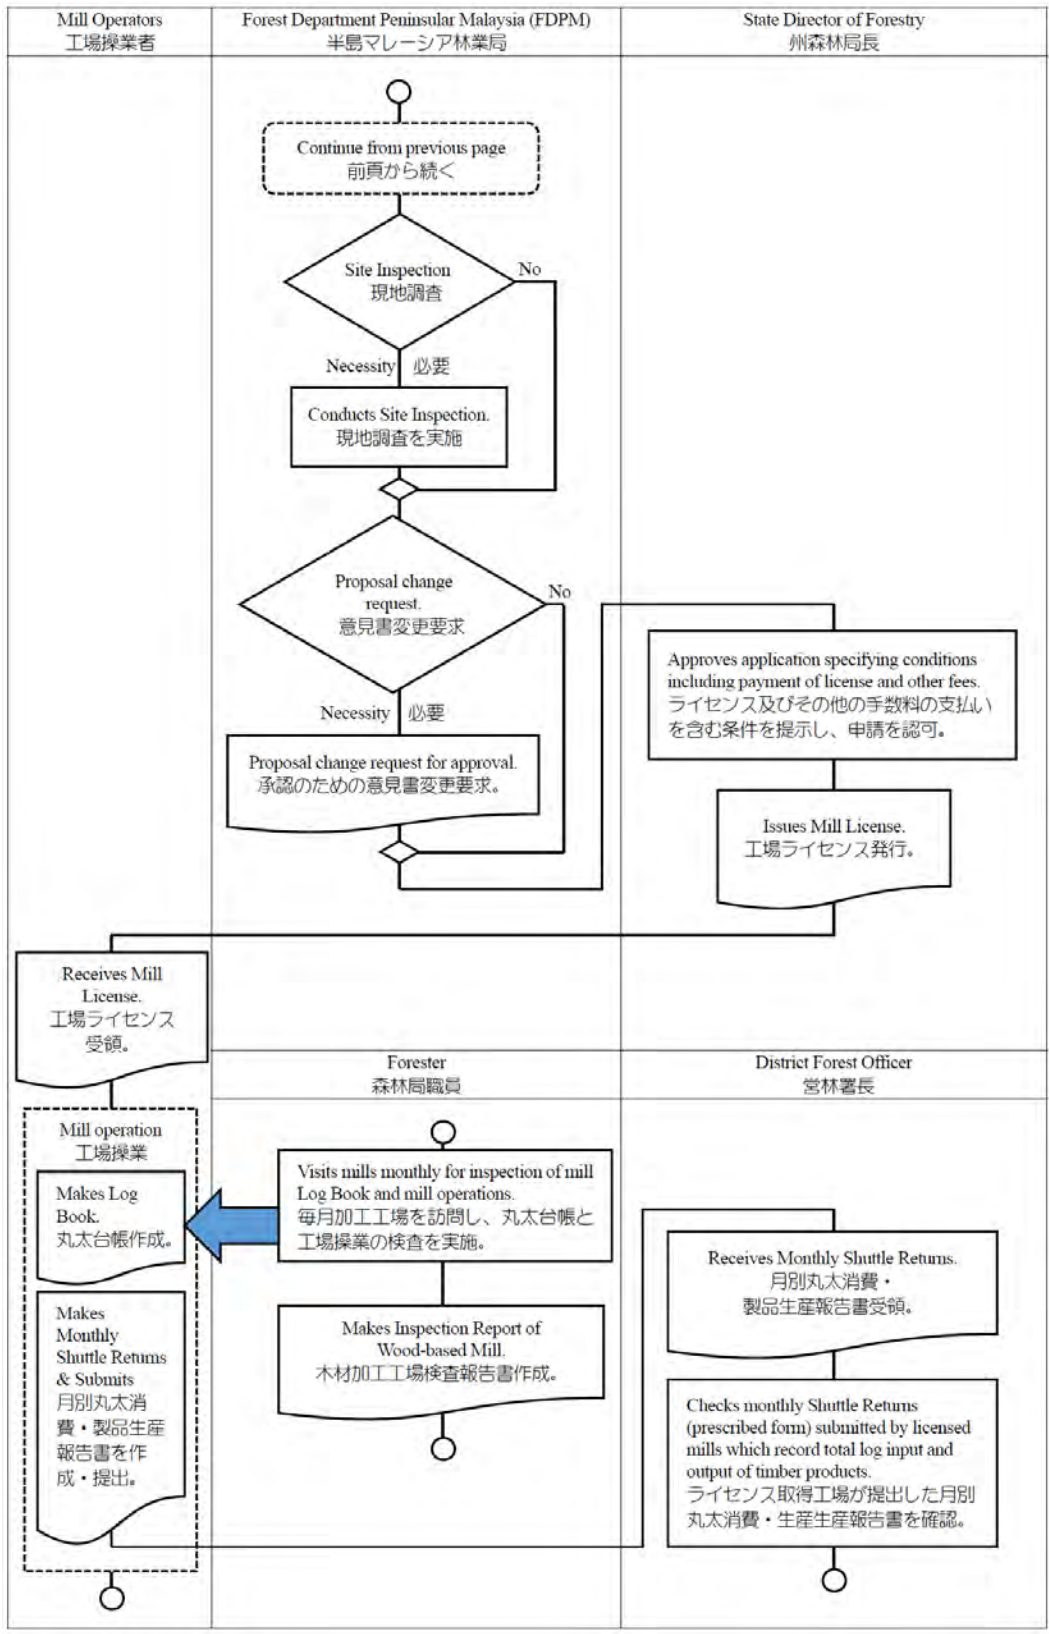 Mill Operators
工場操業者
Forest Department Peninsular Malaysia (FDPM)
半島マレーシア林業局
State Director of Forestry
州森林局長
Continue from previous page
前頁から続く
Site Inspection
現地調査
No
Necessity 必要
Conducts Site Inspection.
現地調査を実施
Proposal change
request.
意見書変更要求
No
Necessity 必要
Proposal change request for approval.
承認のための意見書変更要求。
Approves application specifying conditions
including payment of license and other fees.
ライセンス及びその他の手数料の支払い
を含む条件を提示し、申請を認可。
Issues Mill License.
工場ライセンス発行。
Receives Mill
License.
工場ライセンス
受領。
Forester
森林局職員
District Forest Officer
営林署長
Mill operation
工場操業
Makes Log
Book.
丸太台帳作成。
Makes
Monthly
Shuttle Returns
& Submits
月別丸太消
費・製品生産
報告書を作
成・提出。
Visits mills monthly for inspection of mill
Log Book and mill operations.
毎月加工工場を訪問し、丸太台帳と
工場操業の検査を実施。
Makes Inspection Report of
Wood-based Mill.
木材加工工場検査報告書作成。
Receives Monthly Shuttle Returns.
月別丸太消費・
製品生産報告書受領。
Checks monthly Shuttle Returns
(prescribed form) submitted by licensed
mills which record total log input and
output of timber products.
ライセンス取得工場が提出した月別
丸太消費・生産生産報告書を確認。